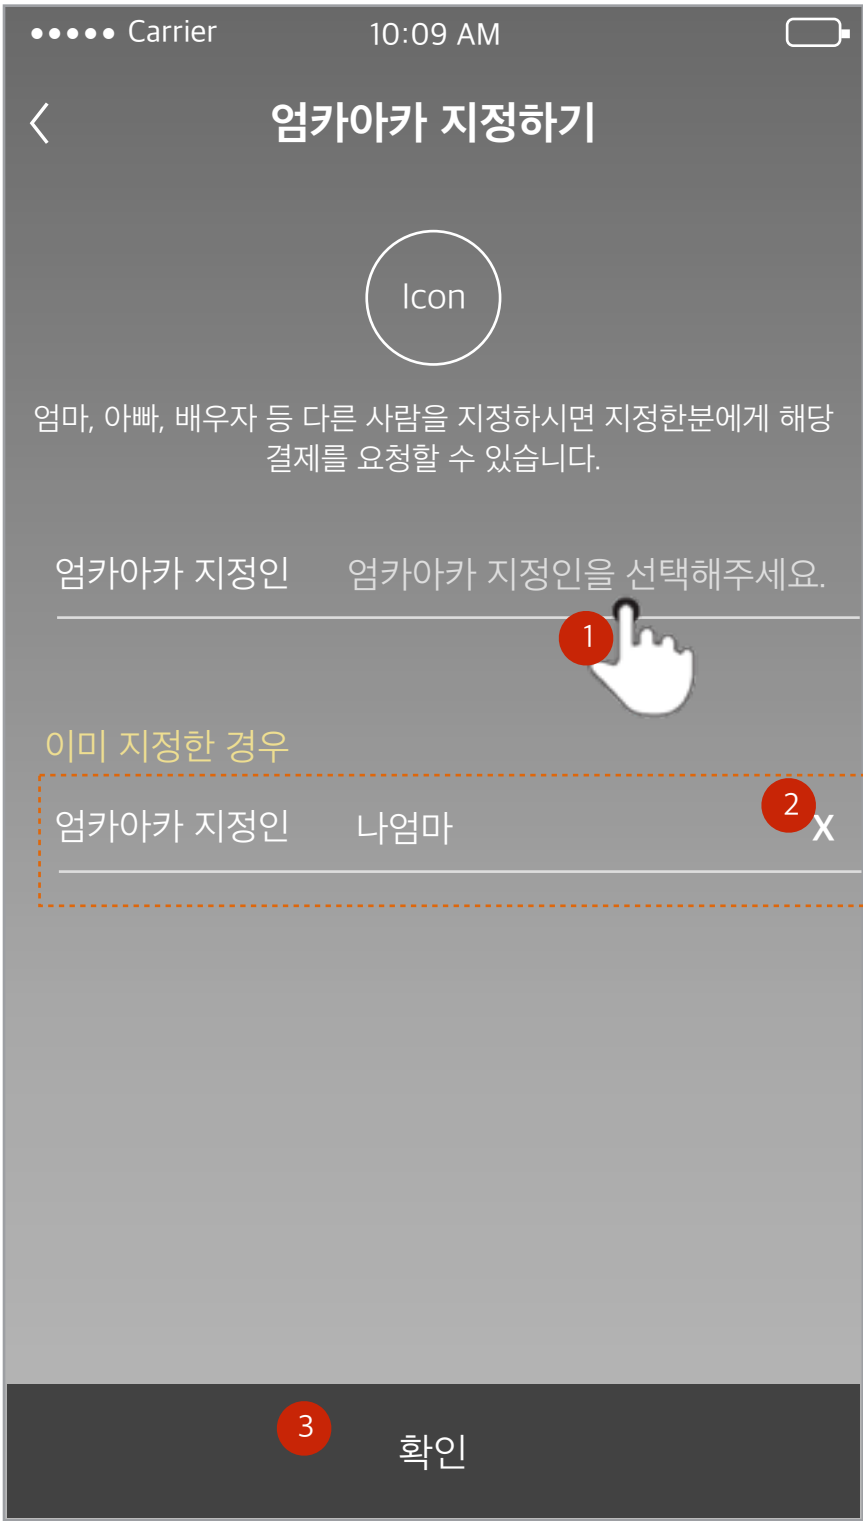 Carrier
10:09 AM
엄카아카 지정하기
Icon
엄마, 아빠, 배우자 등 다른 사람을 지정하시면 지정한분에게 해당
결제를 요청할 수 있습니다.
엄카아카 지정인 엄카아카 지정인을 선택해주세요.
1
이미 지정한 경우
2
엄카아카 지정인 나엄마 X
3
확인